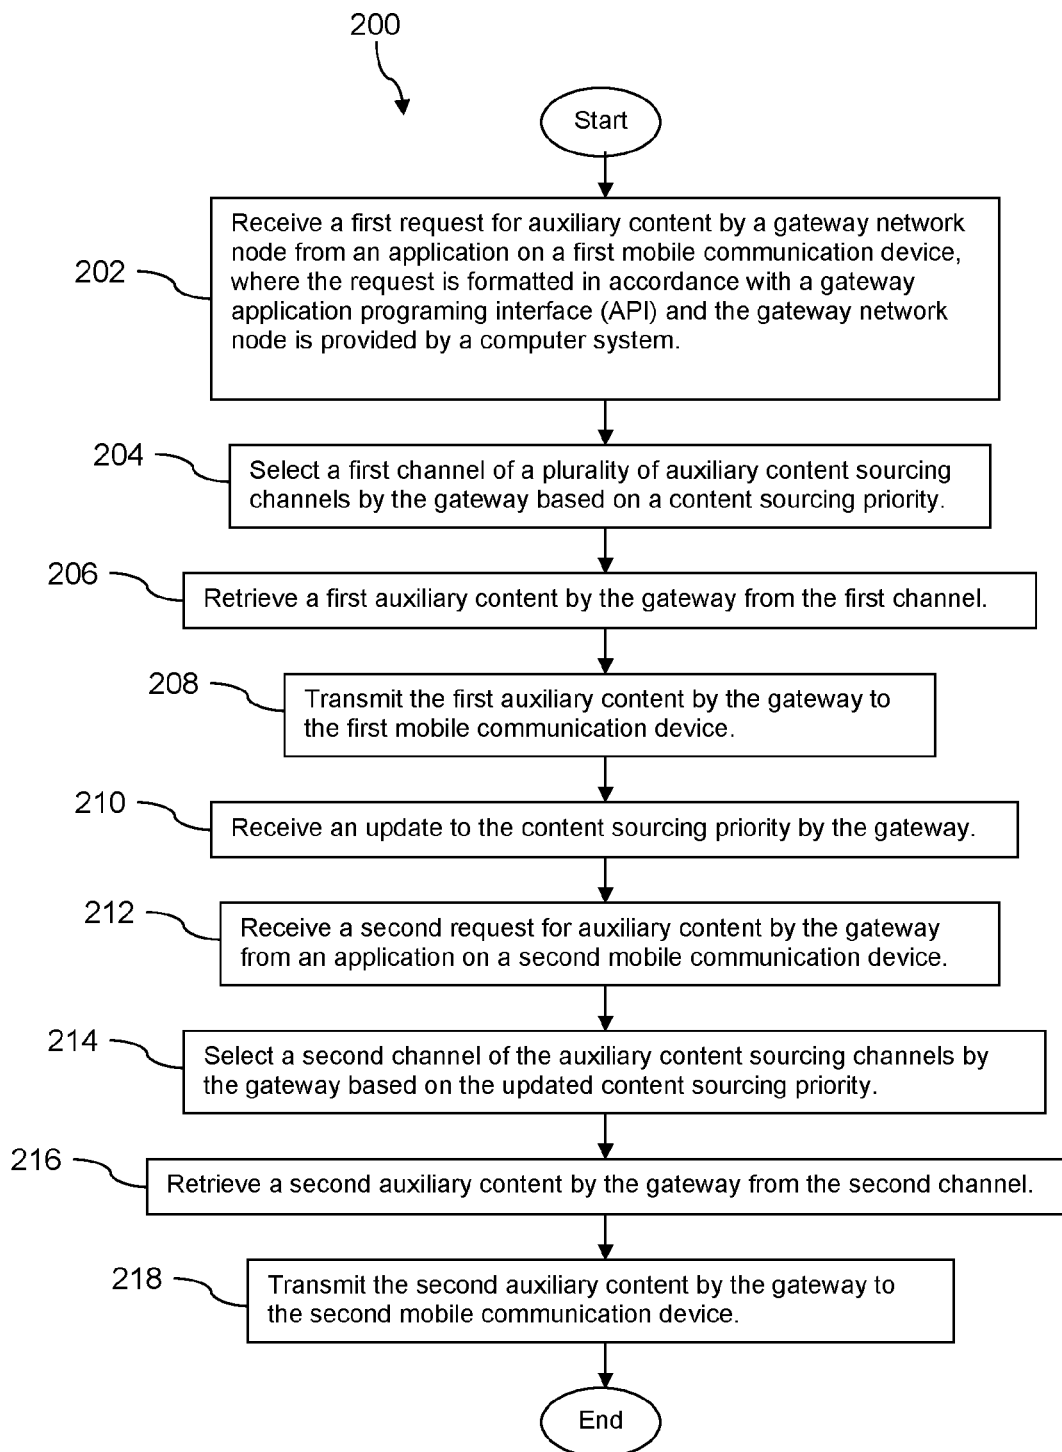 200
Start
202
Receive a first request for auxiliary content by a gateway network
node from an application on a first mobile communication device,
where the request is formatted in accordance with a gateway
application programing interface (API) and the gateway network
node is provided by a computer system.
204
Select a first channel of a plurality of auxiliary content sourcing
channels by the gateway based on a content sourcing priority.
206
Retrieve a first auxiliary content by the gateway from the first channel.
208
Transmit the first auxiliary content by the gateway to
the first mobile communication device.
210
Receive an update to the content sourcing priority by the gateway.
212
Receive a second request for auxiliary content by the gateway
from an application on a second mobile communication device.
214
Select a second channel of the auxiliary content sourcing channels by
the gateway based on the updated content sourcing priority.
216
Retrieve a second auxiliary content by the gateway from the second channel.
218
Transmit the second auxiliary content by the gateway to
the second mobile communication device.
End